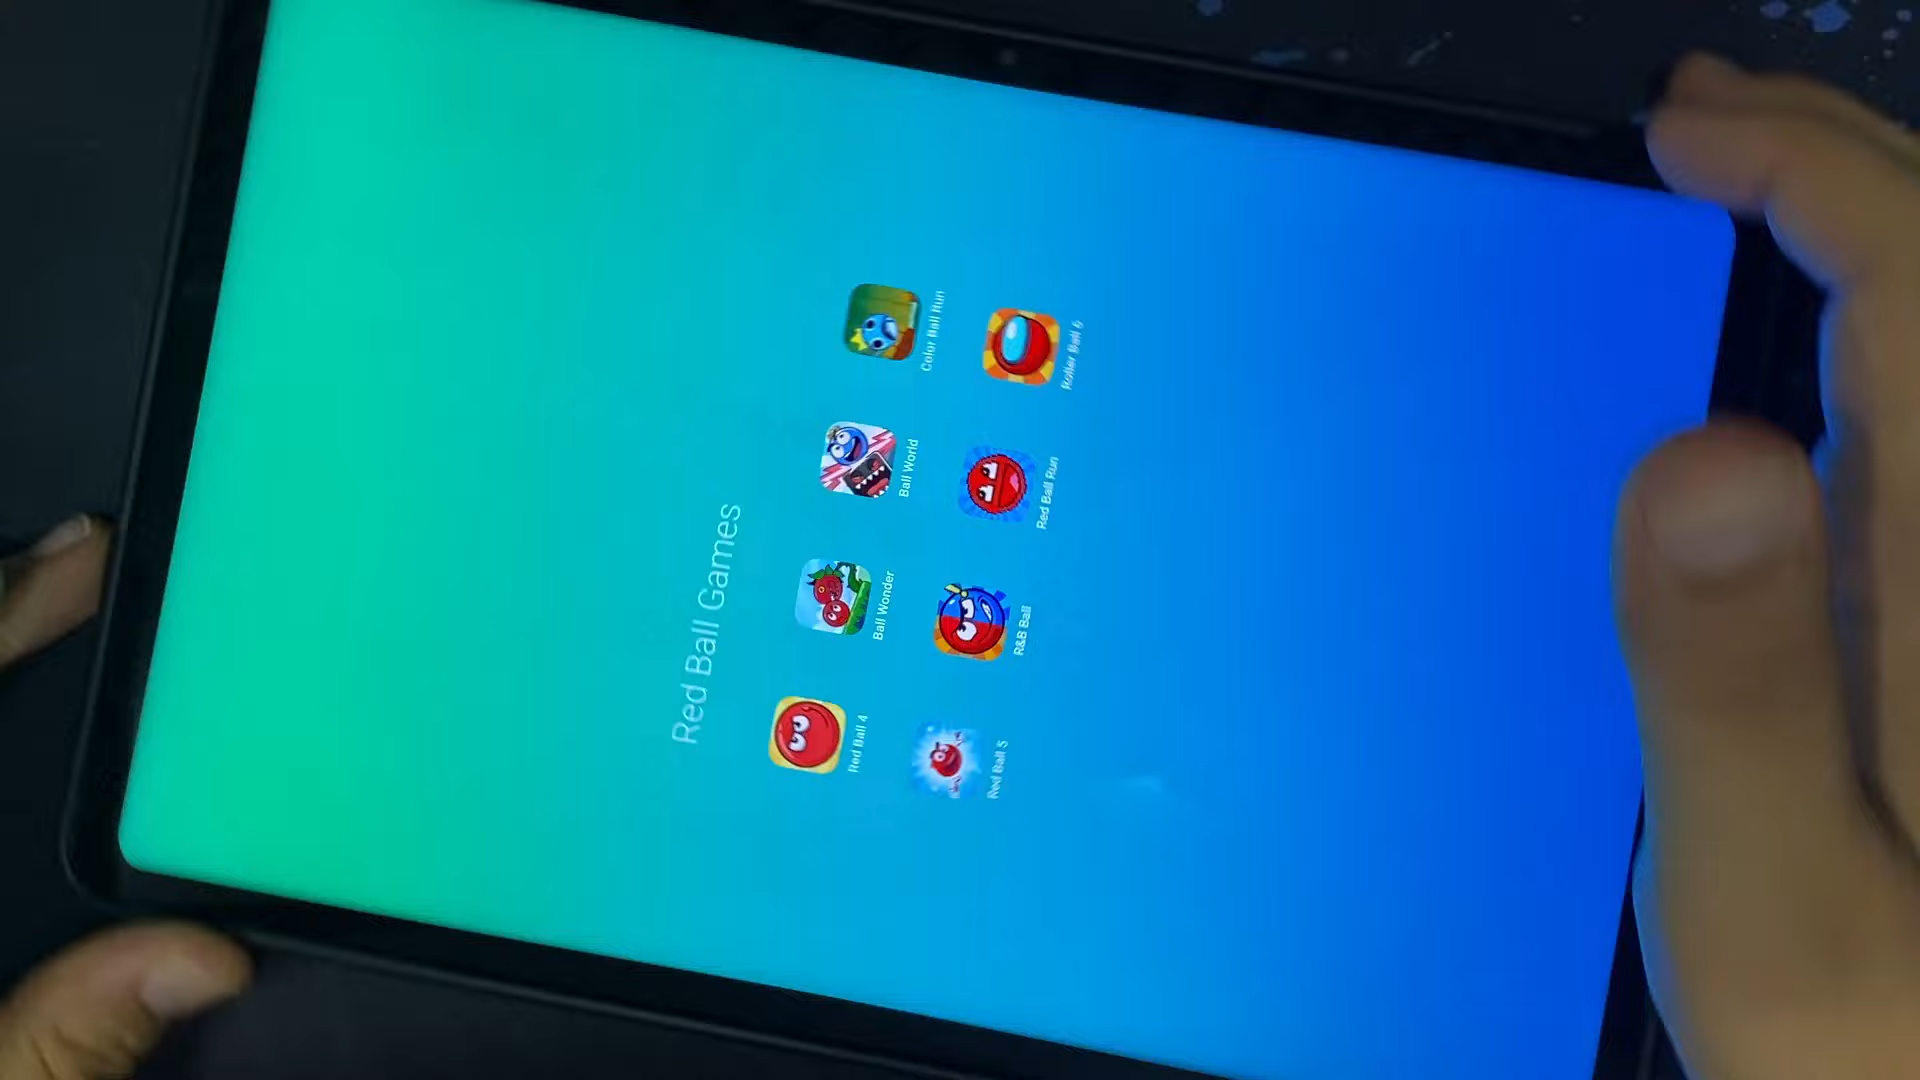 Red Ball Games
Red Ball 4
Ball Wonder
Ball World
Color Ball Run
Red Ball 5
R&B Ball
Red Ball Run
Roller Ball 6